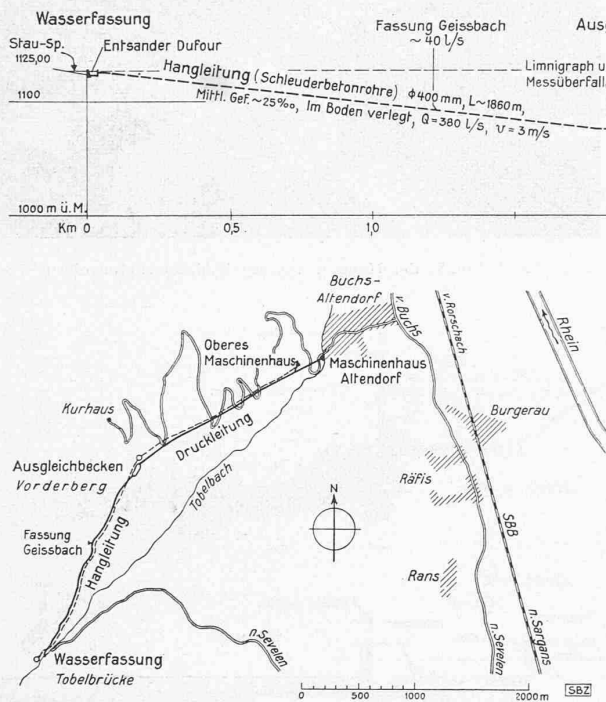 Wasserfassung
Stau-Sp.
1125,00
Entsander Dufour
Fassung Geissbach
~ 40 l/s
Limnigraph u
Messüberfall
Hangleitung (Schleuderbetonrohre) ϕ 400 mm, L~1860 m,
Mittl. Gef. ~25‰, Im Boden verlegt, Q = 380 l/s, v = 3 m/s
1100
1000 m ü.M.
Km 0 0,5 1,0
Buchs-
Altendorf
v. Buchs
v. Rorschach
Rhein
Oberes
Maschinenhaus
Maschinenhaus
Altendorf
Kurhaus
Druckleitung
Burgerau
Ausgleichbecken
Vorderberg
Tobelbach
Räfis
N
SBB
Fassung
Geissbach
Hangleitung
Rans
Wasserfassung
Tobelbrücke
n. Sevelen
n. Sevelen
n. Sargans
0 500 1000 2000 m
SBZ